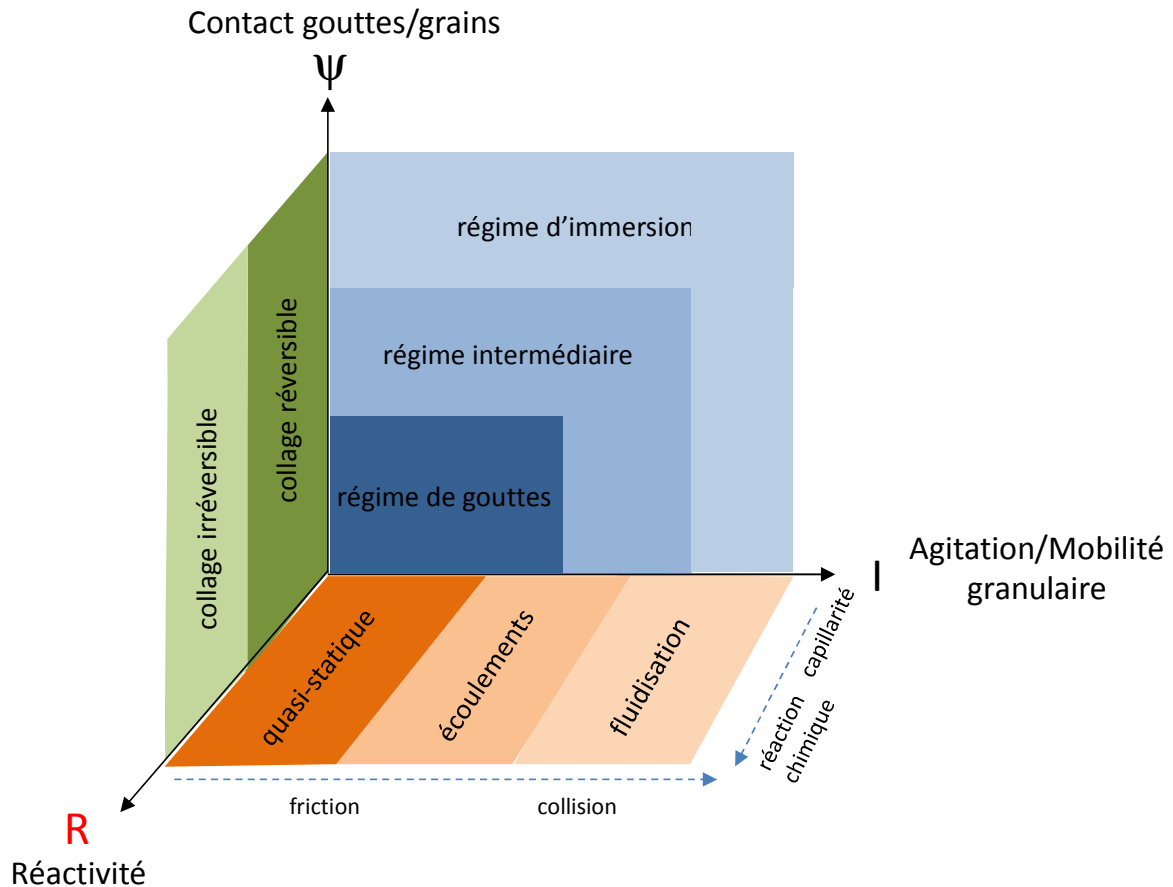 Contact gouttes/grains
Ψ
régime d'immersion
régime intermédiaire
régime de gouttes
collage réversible
collage irréversible
I
Agitation/Mobilité
granulaire
capillarité
réaction
chimique
quasi-statique
écoulements
fluidisation
friction
collision
R
Réactivité